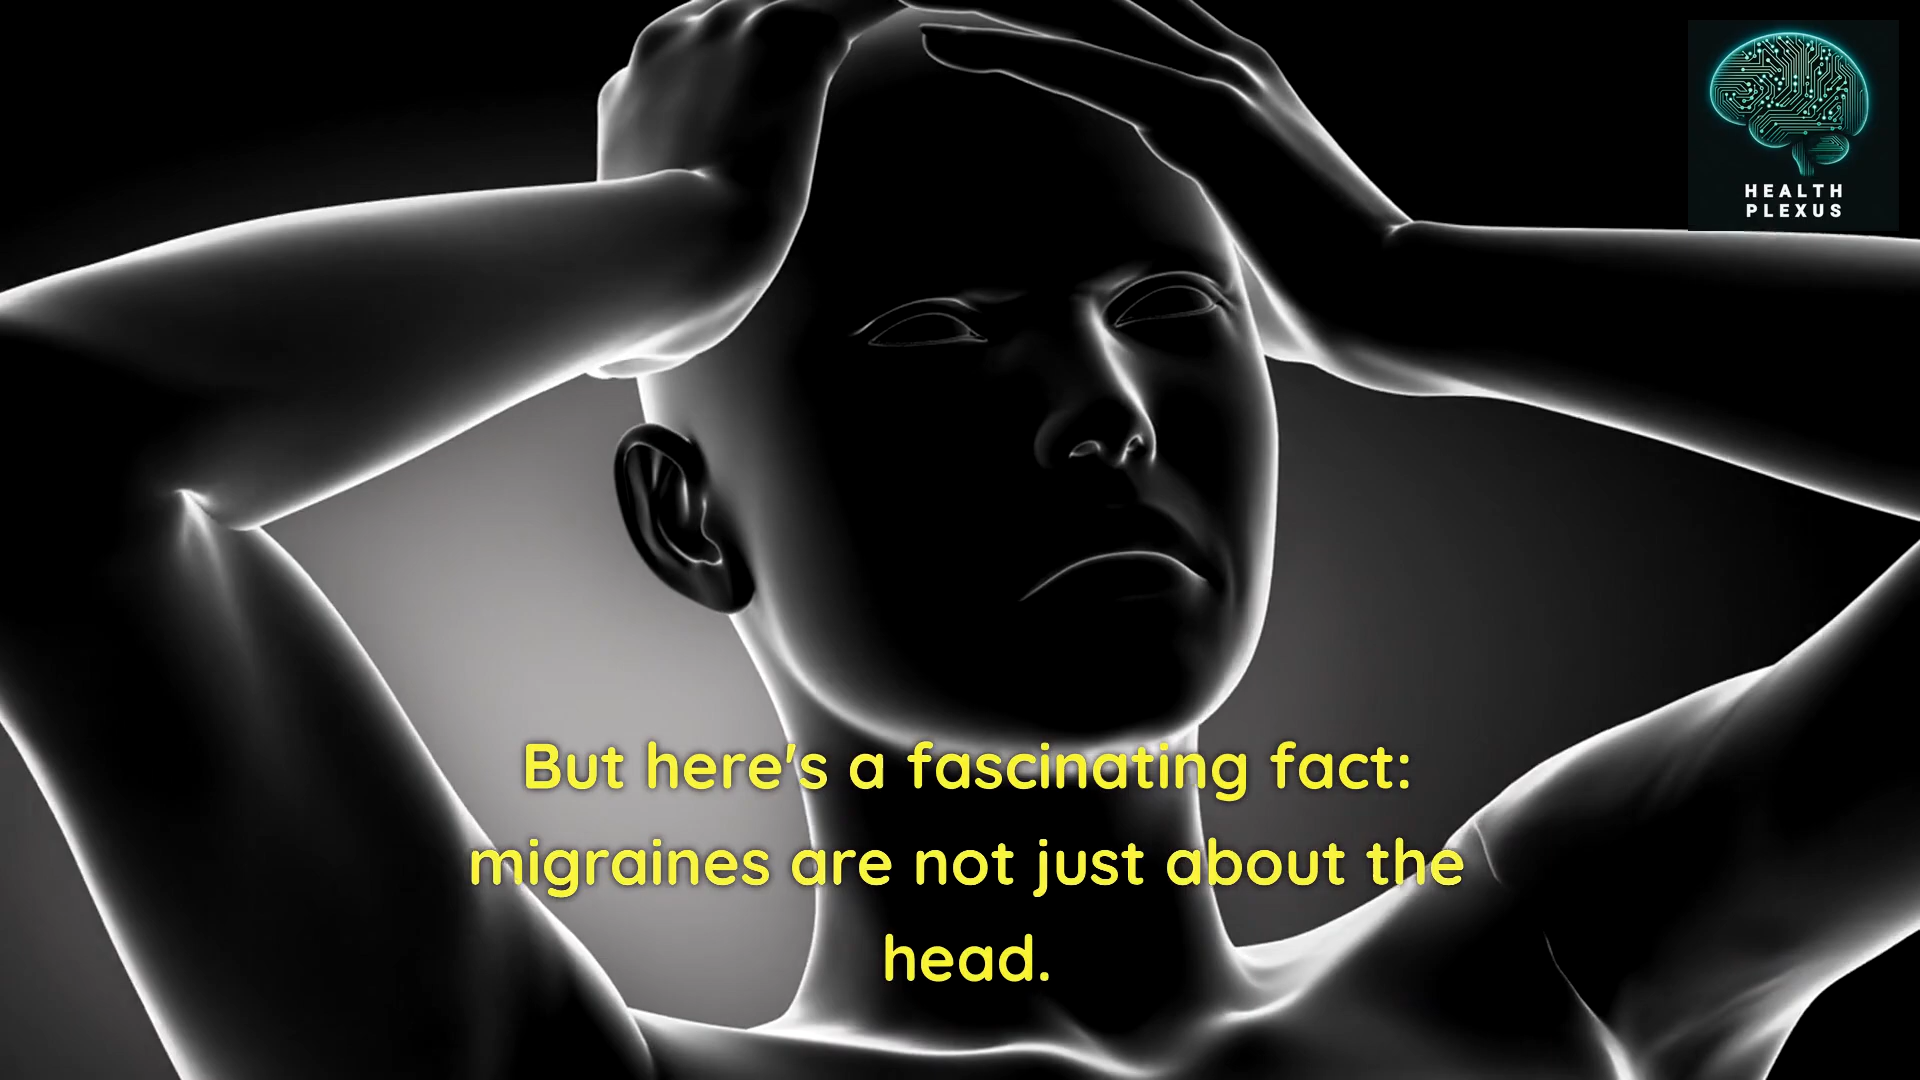 HEALTH
PLEXUS
But here's a fascinating fact:
migraines are not just about the
head.